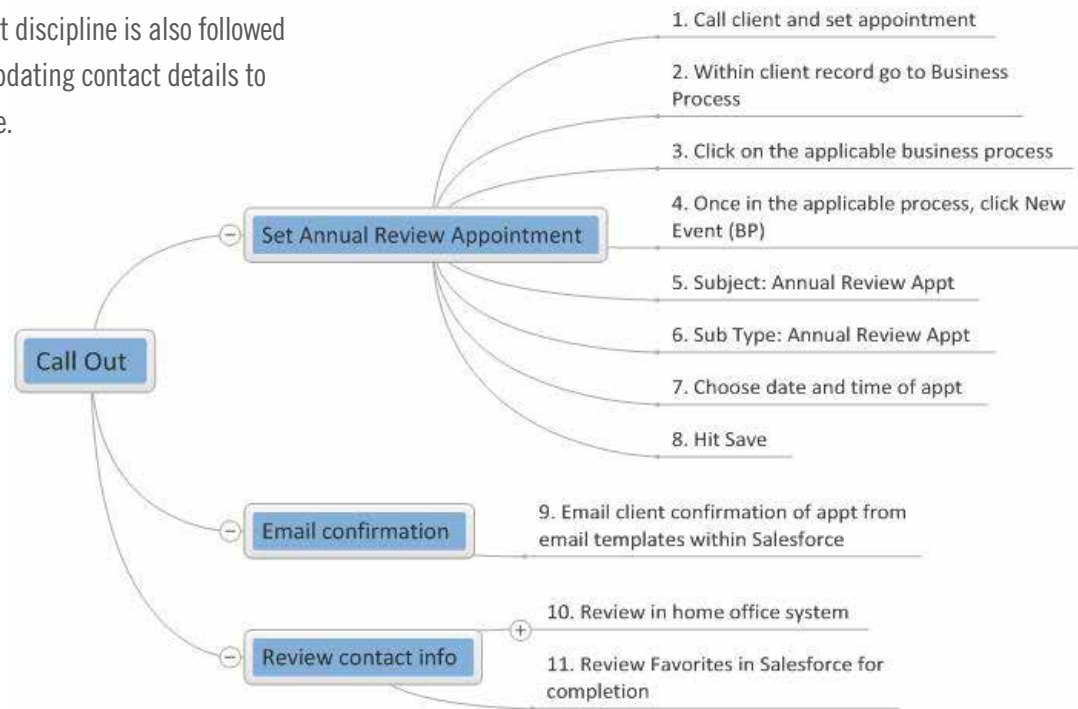 t discipline is also followed
dating contact details to
e.
1. Call client and set appointment
2. Within client record go to Business
Process
3. Click on the applicable business process
4. Once in the applicable process, click New
Event (BP)
5. Subject: Annual Review Appt
6. Sub Type: Annual Review Appt
7. Choose date and time of appt
8. Hit Save
Set Annual Review Appointment
Call Out
Email confirmation
9. Email client confirmation of appt from
email templates within Salesforce
Review contact info
10. Review in home office system
11. Review Favorites in Salesforce for
completion